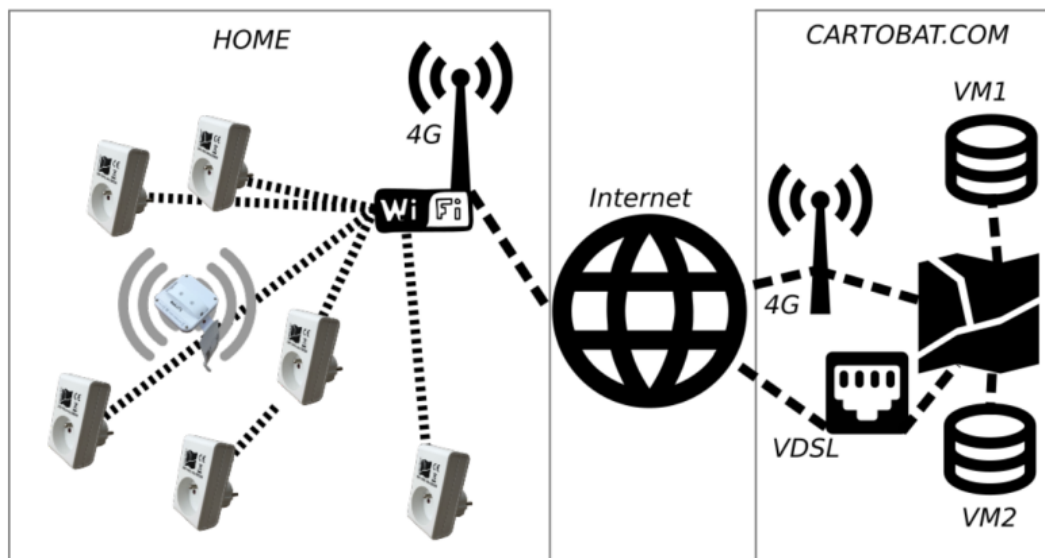 HOME
CARTOBAT.COM
VM1
4G
Wi Fi
Internet
4G
VDSL
VM2